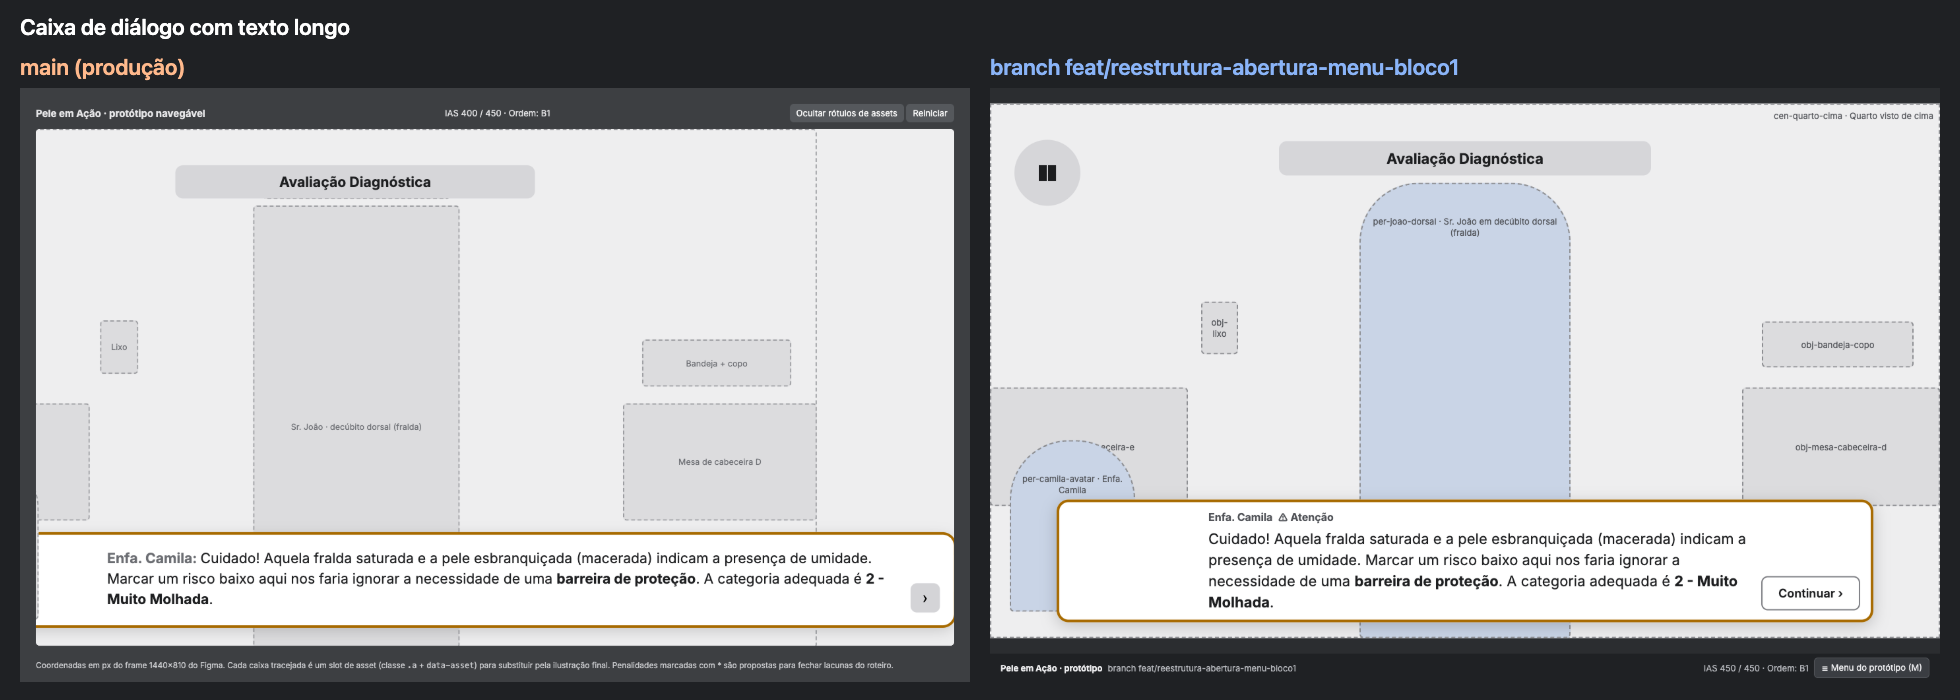 Caixa de diálogo com texto longo
main (produção)
Pele em Ação · protótipo navegável
IAS 400 / 450 · Ordem: B1
Ocultar rótulos de assets
Reiniciar
Avaliação Diagnóstica
Lixo
Bandeja + copo
Sr. João · decúbito dorsal (fralda)
Mesa de cabeceira D
Enfa. Camila: Cuidado! Aquela fralda saturada e a pele esbranquiçada (macerada) indicam a presença de umidade.
Marcar um risco baixo aqui nos faria ignorar a necessidade de uma barreira de proteção. A categoria adequada é 2 -
Muito Molhada.
›
Coordenadas em px do frame 1440×810 do Figma. Cada caixa tracejada é um slot de asset (classe .a + data-asset) para substituir pela ilustração final. Penalidades marcadas com * são propostas para fechar lacunas do roteiro.
branch feat/reestrutura-abertura-menu-bloco1
cen-quarto-cima · Quarto visto de cima
Avaliação Diagnóstica
per-joao-dorsal · Sr. João em decúbito dorsal
(fralda)
obj-
lixo
obj-bandeja-copo
eceira-e
obj-mesa-cabeceira-d
per-camila-avatar · Enfa.
Camila
Enfa. Camila ⚠ Atenção
Cuidado! Aquela fralda saturada e a pele esbranquiçada (macerada) indicam a
presença de umidade. Marcar um risco baixo aqui nos faria ignorar a
necessidade de uma barreira de proteção. A categoria adequada é 2 - Muito
Molhada.
Continuar ›
Pele em Ação · protótipo branch feat/reestrutura-abertura-menu-bloco1
IAS 450 / 450 · Ordem: B1
≡ Menu do protótipo (M)